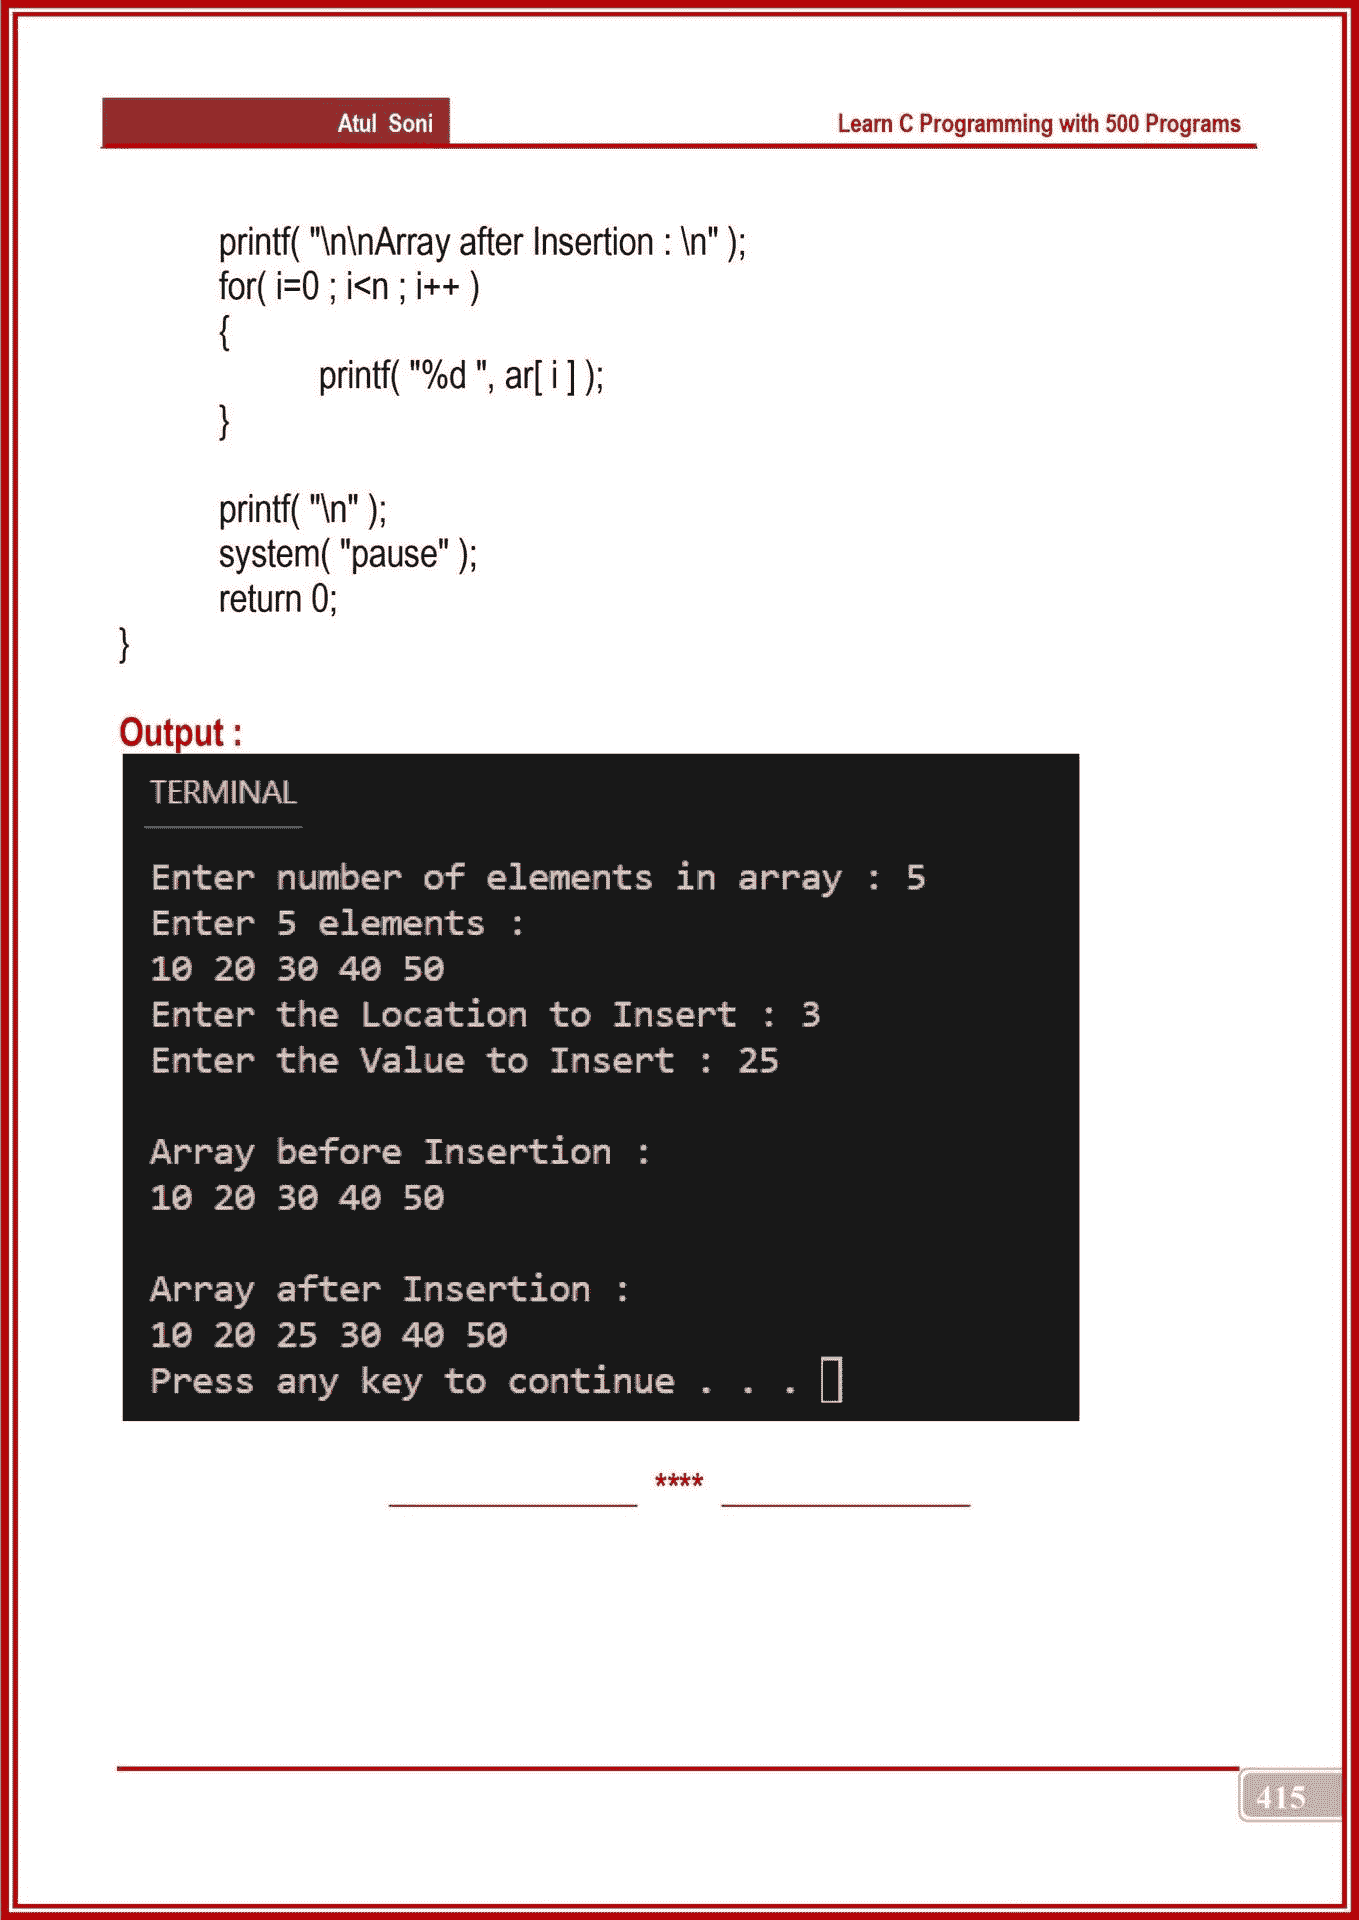 Atul Soni
Learn C Programming with 500 Programs
printf( "\n\nArray after Insertion : \n" );
for( i=0 ; i<n ; i++ )
{
printf( "%d ", ar[ i ] );
}
printf( "\n" );
system( "pause" );
return 0;
}
Output :
TERMINAL
Enter number of elements in array : 5
Enter 5 elements :
10 20 30 40 50
Enter the Location to Insert : 3
Enter the Value to Insert : 25
Array before Insertion :
10 20 30 40 50
Array after Insertion :
10 20 25 30 40 50
Press any key to continue . . .
****
415